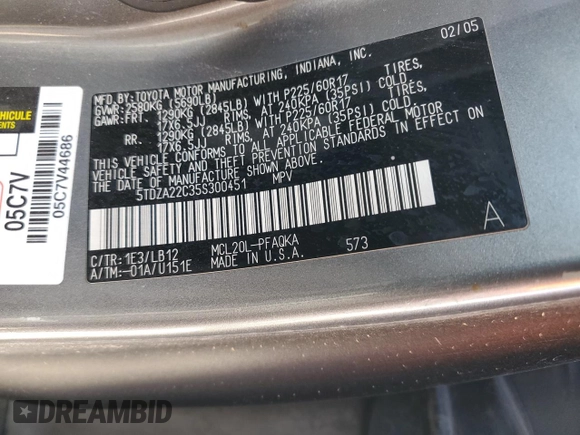 02/05
MFD.BY:TOYOTA MOTOR MANUFACTURING, INDIANA, INC.
GVWR:2580KG (5690LB)
GAWR:FRT. 1290KG (2845LB) WITH P225/60R17 TIRES,
17X6.5JJ RIMS, AT 240KPA (35PSI) COLD.
RR. 1290KG (2845LB) WITH P225/60R17 TIRES,
17X6.5JJ RIMS, AT 240KPA (35PSI) COLD.
THIS VEHICLE CONFORMS TO ALL APPLICABLE FEDERAL MOTOR
VEHICLE SAFETY AND THEFT PREVENTION STANDARDS IN EFFECT
ON THE DATE OF MANUFACTURE SHOWN ABOVE.
5TDZA22C35S300451 MPV
A
C/TR:1E3/LB12 MCL20L-PFAQKA 573
A/TM:-01A/U151E MADE IN U.S.A.
05C7V
05C7V44686
DREAMBID